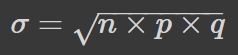 σ = √n × p × q